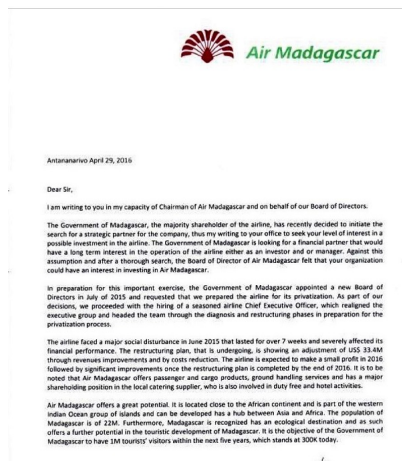 Air Madagascar
Antananarivo April 29, 2016
Dear Sir,
I am writing to you in my capacity of Chairman of Air Madagascar and on behalf of our Board of Directors.
The Government of Madagascar, the majority shareholder of the airline, has recently decided to initiate the
search for a strategic partner for the company, thus my writing to your office to seek your level of interest in a
possible investment in the airline. The Government of Madagascar is looking for a financial partner that would
have a long term interest in the operation of the airline either as an investor and or manager. Against this
assumption and after a thorough search, the Board of Director of Air Madagascar felt that your organization
could have an interest in investing in Air Madagascar.
In preparation for this important exercise, the Government of Madagascar appointed a new Board of
Directors in July of 2015 and requested that we prepared the airline for its privatization. As part of our
decisions, we proceeded with the hiring of a seasoned airline Chief Executive Officer, which realigned the
executive group and headed the team through the diagnosis and restructuring phases in preparation for the
privatization process.
The airline faced a major social disturbance in June 2015 that lasted for over 7 weeks and severely affected its
financial performance. The restructuring plan, that is undergoing, is showing an adjustment of US$ 33.4M
through revenues improvements and by costs reduction. The airline is expected to make a small profit in 2016
followed by significant improvements once the restructuring plan is completed by the end of 2016. It is to be
noted that Air Madagascar offers passenger and cargo products, ground handling services and has a major
shareholding position in the local catering supplier, who is also involved in duty free and hotel activities.
Air Madagascar offers a great potential. It is located close to the African continent and is part of the western
Indian Ocean group of islands and can be developed has a hub between Asia and Africa. The population of
Madagascar is of 22M. Furthermore, Madagascar is recognized has an ecological destination and as such
offers a further potential in the touristic development of Madagascar. It is the objective of the Government of
Madagascar to have 1M tourists' visitors within the next five years, which stands at 300K today.